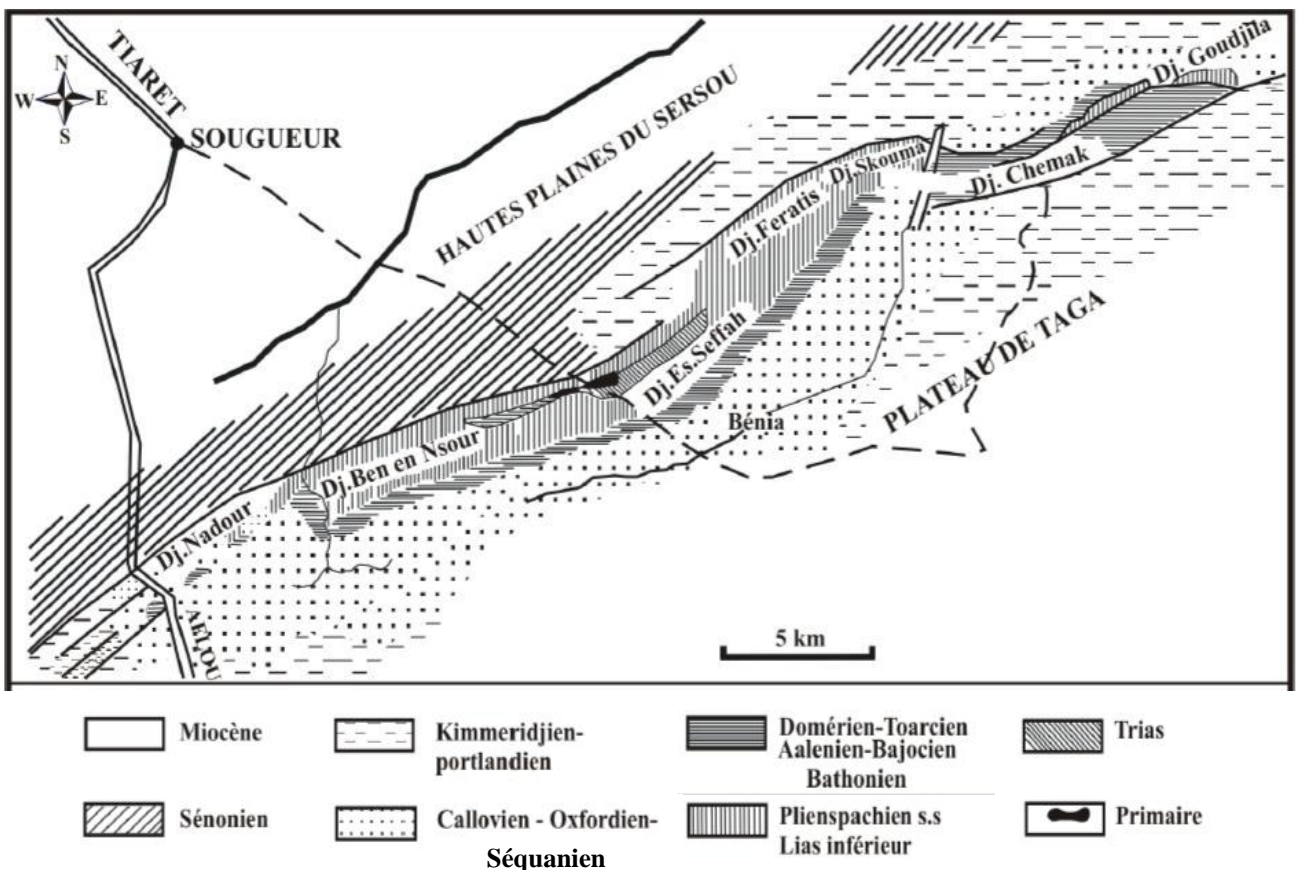 TIARET
N
W E
S
SOUGUEUR
HAUTES PLAINES DU SERSOU
Dj. Goudjila
Dj.Skouma
Dj. Chemak
Dj.Feratis
Dj.Es.Seffah
PLATEAU DE TAGA
Bénia
Dj.Ben en Nsour
Dj.Nadour
AFLOU
5 km
Miocène
Kimmeridjien-
portlandien
Domérien-Toarcien
Aalenien-Bajocien
Bathonien
Trias
Sénonien
Callovien - Oxfordien-
Séquanien
Plienspachien s.s
Lias inférieur
Primaire